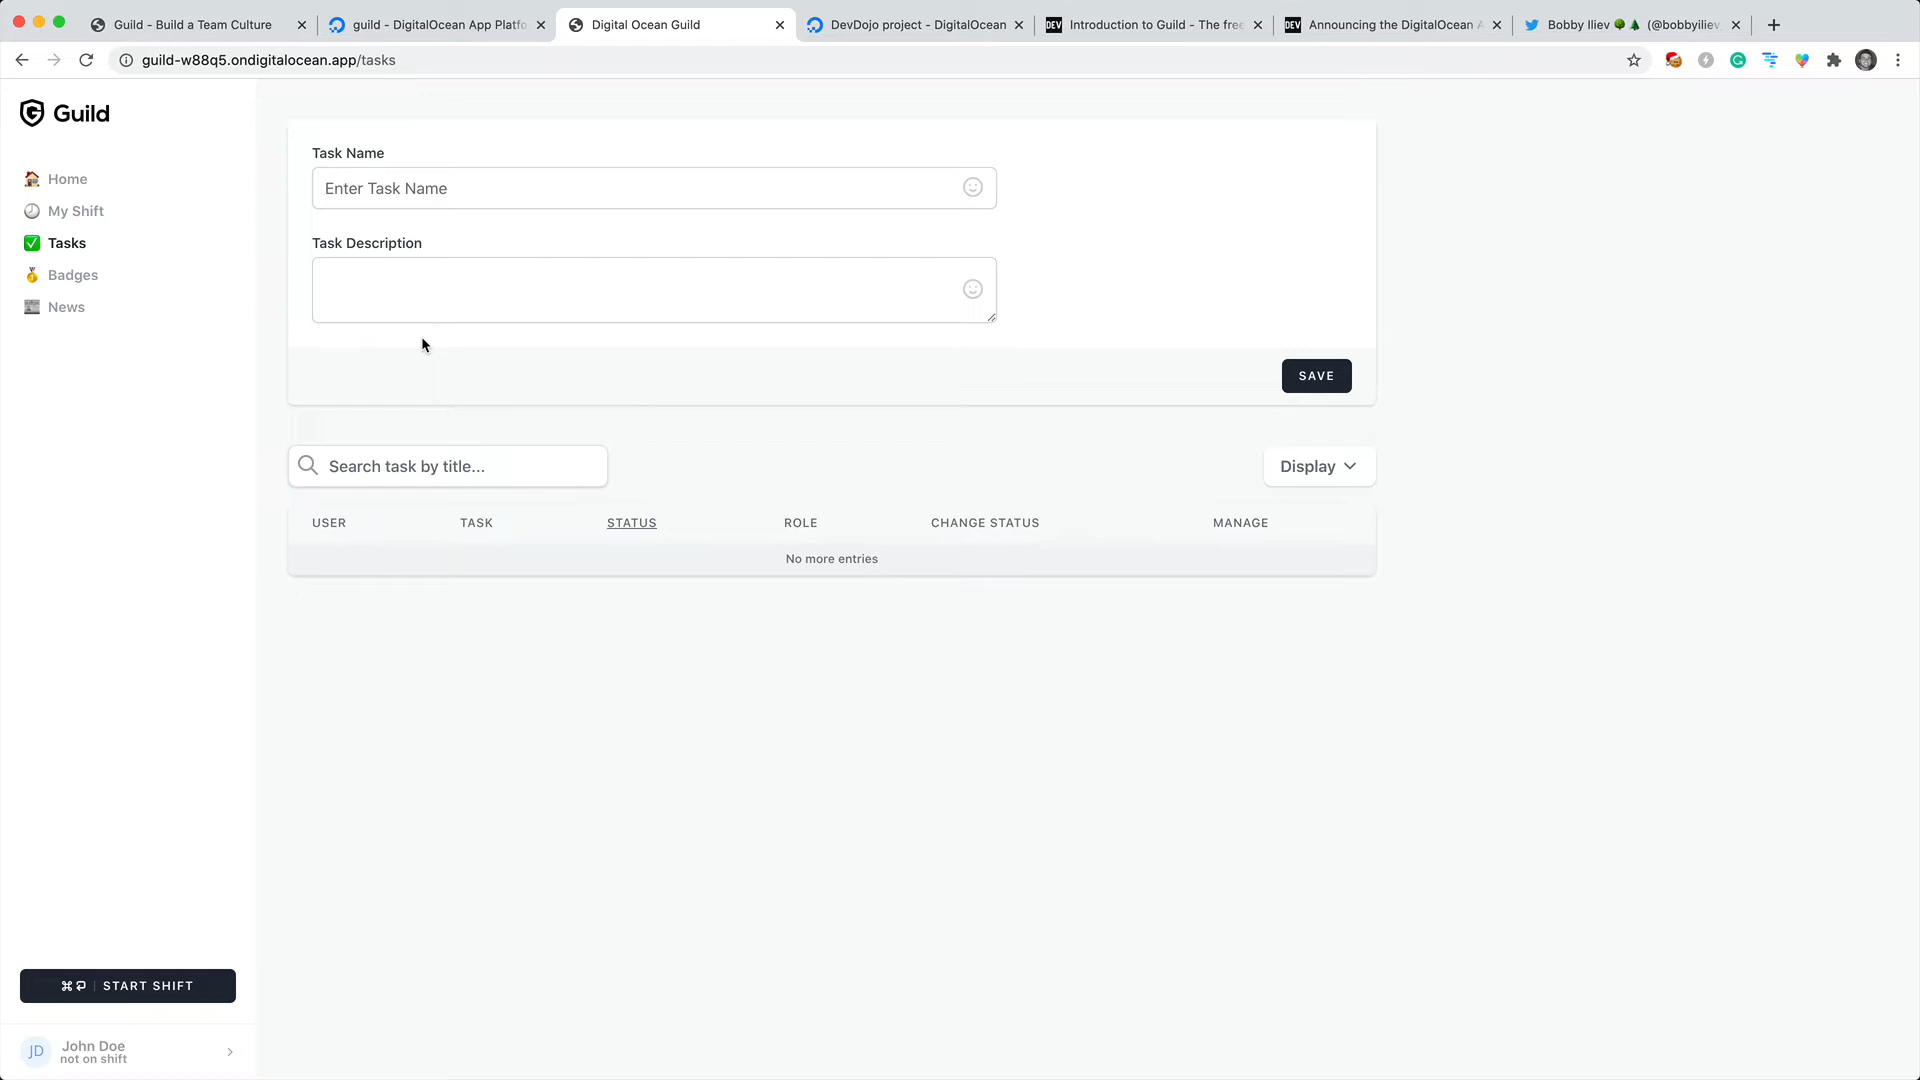 Guild - Build a Team Culture
guild - DigitalOcean App Platfo
Digital Ocean Guild
DevDojo project - DigitalOcean
DEV Introduction to Guild - The free
DEV Announcing the DigitalOcean A
Bobby Iliev 🌳🌲 (@bobbyiliev
guild-w88q5.ondigitalocean.app/tasks
Guild
Home
My Shift
Tasks
Badges
News
Task Name
Enter Task Name
Task Description
SAVE
Search task by title...
Display
USER TASK STATUS ROLE CHANGE STATUS MANAGE
No more entries
START SHIFT
JD
John Doe
not on shift